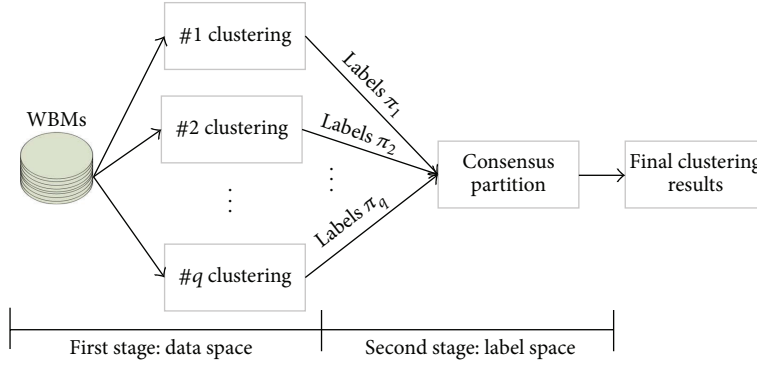 WBMs
#1 clustering
#2 clustering
⋮
#q clustering
Labels π₁
Labels π₂
⋮
Labels π_q
Consensus
partition
Final clustering
results
First stage: data space
Second stage: label space